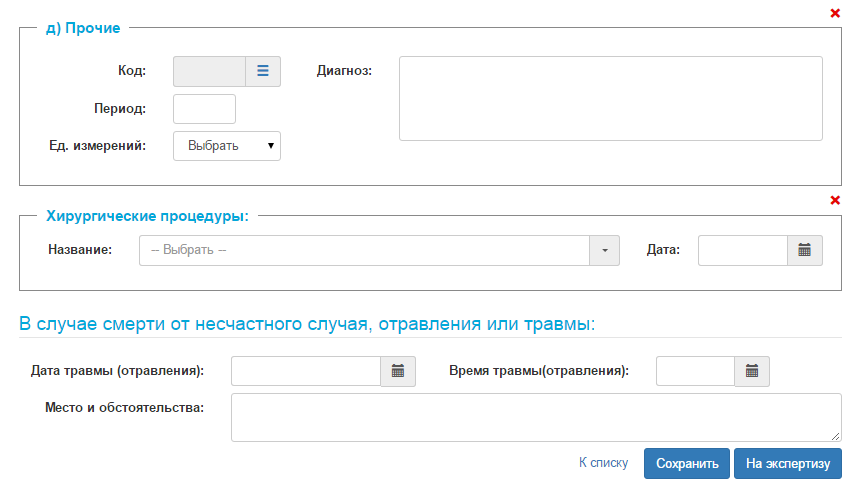 д) Прочие
Код:
Диагноз:
Период:
Ед. измерений:
Выбрать
Хирургические процедуры:
Название:
-- Выбрать --
Дата:
В случае смерти от несчастного случая, отравления или травмы:
Дата травмы (отравления):
Время травмы(отравления):
Место и обстоятельства:
К списку
Сохранить
На экспертизу